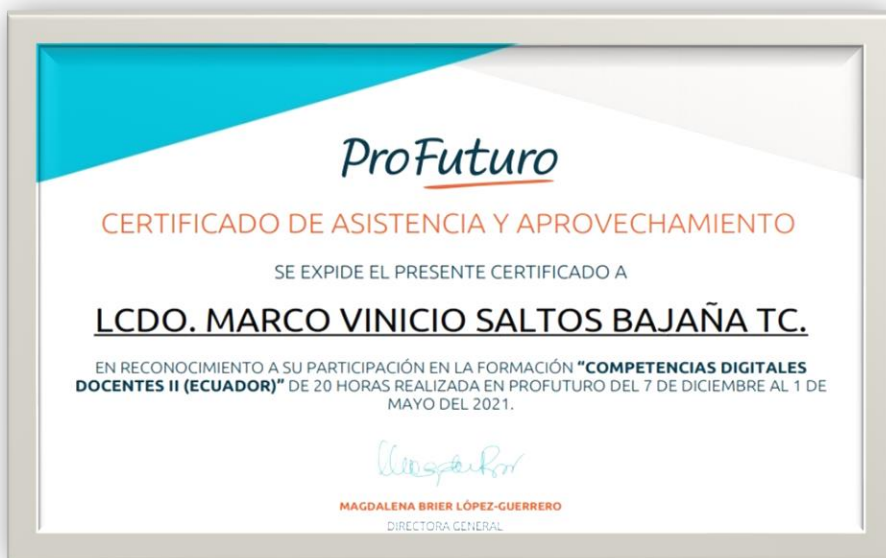 ProFuturo
CERTIFICADO DE ASISTENCIA Y APROVECHAMIENTO
SE EXPIDE EL PRESENTE CERTIFICADO A
LCDO. MARCO VINICIO SALTOS BAJAÑA TC.
EN RECONOCIMIENTO A SU PARTICIPACIÓN EN LA FORMACIÓN "COMPETENCIAS DIGITALES
DOCENTES II (ECUADOR)" DE 20 HORAS REALIZADA EN PROFUTURO DEL 7 DE DICIEMBRE AL 1 DE
MAYO DEL 2021.
MAGDALENA BRIER LÓPEZ-GUERRERO
DIRECTORA GENERAL